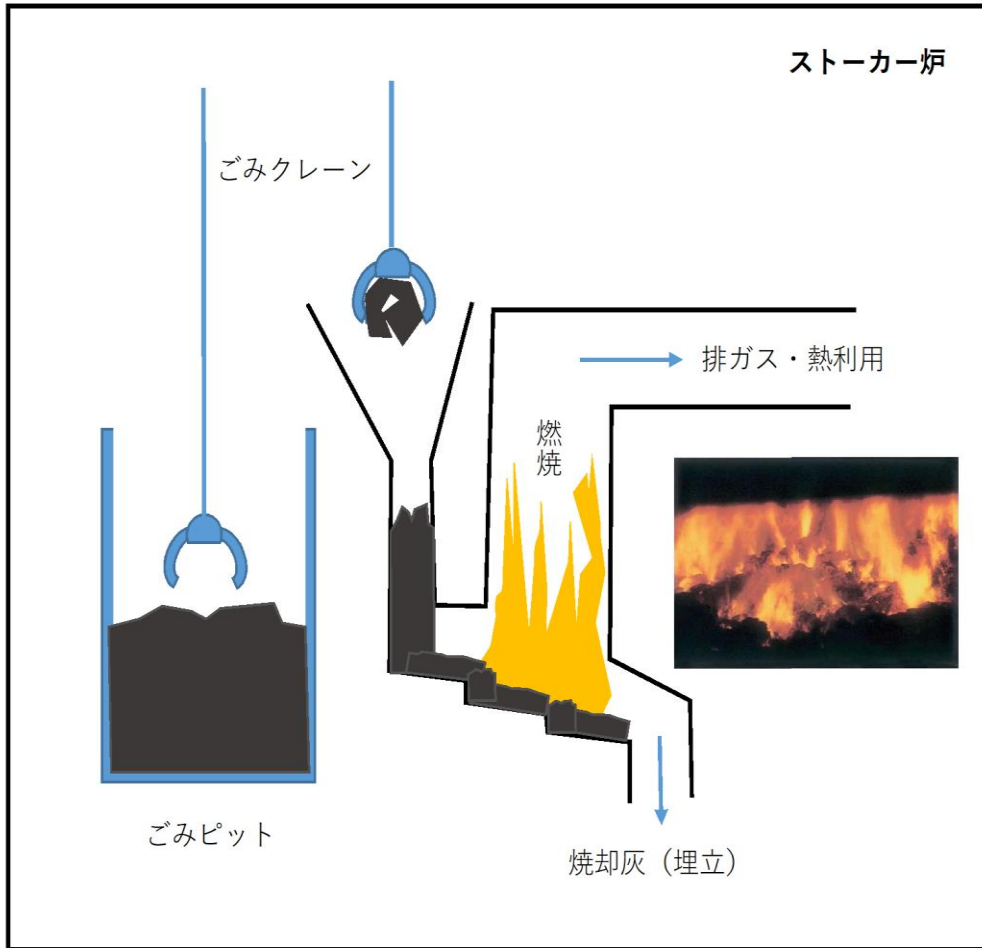 ストーカー炉
ごみクレーン
排ガス・熱利用
燃
焼
ごみピット
焼却灰（埋立）